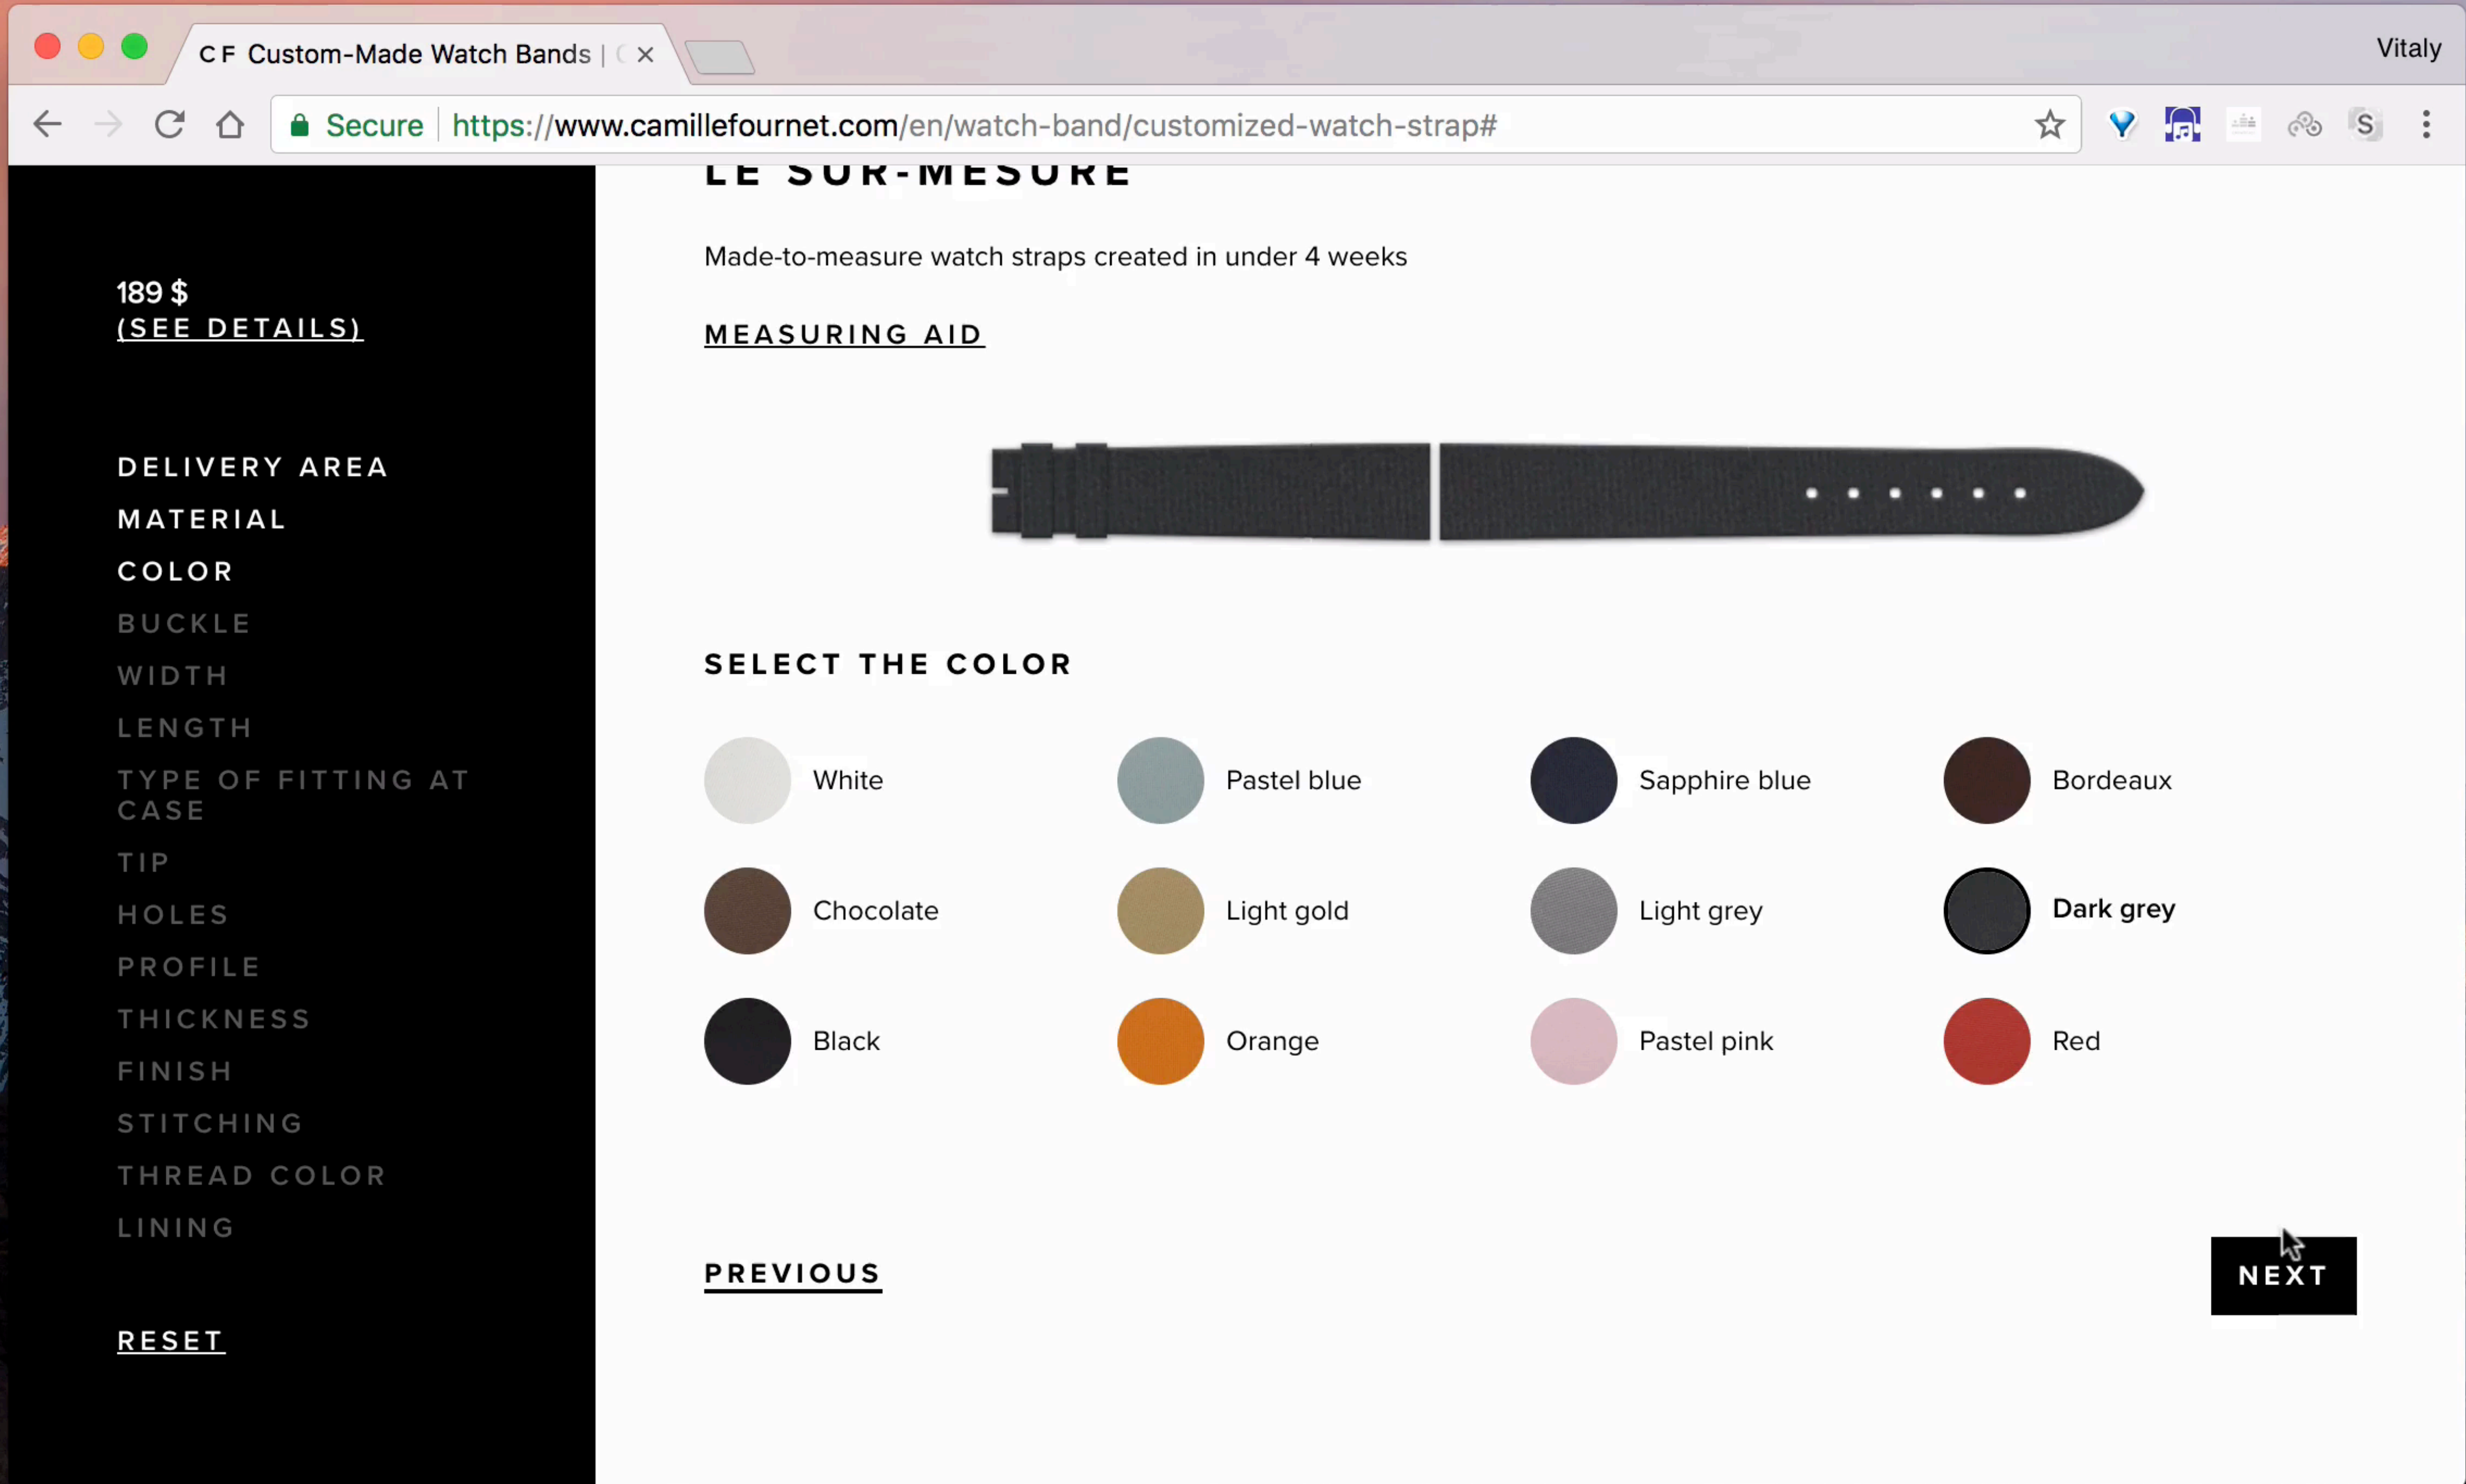 CF Custom-Made Watch Bands |
Vitaly
Secure https://www.camillefournet.com/en/watch-band/customized-watch-strap#
S
LE SUR-MESURE
Made-to-measure watch straps created in under 4 weeks
MEASURING AID
189 $
(SEE DETAILS)
DELIVERY AREA
MATERIAL
COLOR
BUCKLE
WIDTH
LENGTH
TYPE OF FITTING AT
CASE
TIP
HOLES
PROFILE
THICKNESS
FINISH
STITCHING
THREAD COLOR
LINING
RESET
SELECT THE COLOR
White
Pastel blue
Sapphire blue
Bordeaux
Chocolate
Light gold
Light grey
Dark grey
Black
Orange
Pastel pink
Red
PREVIOUS
NEXT